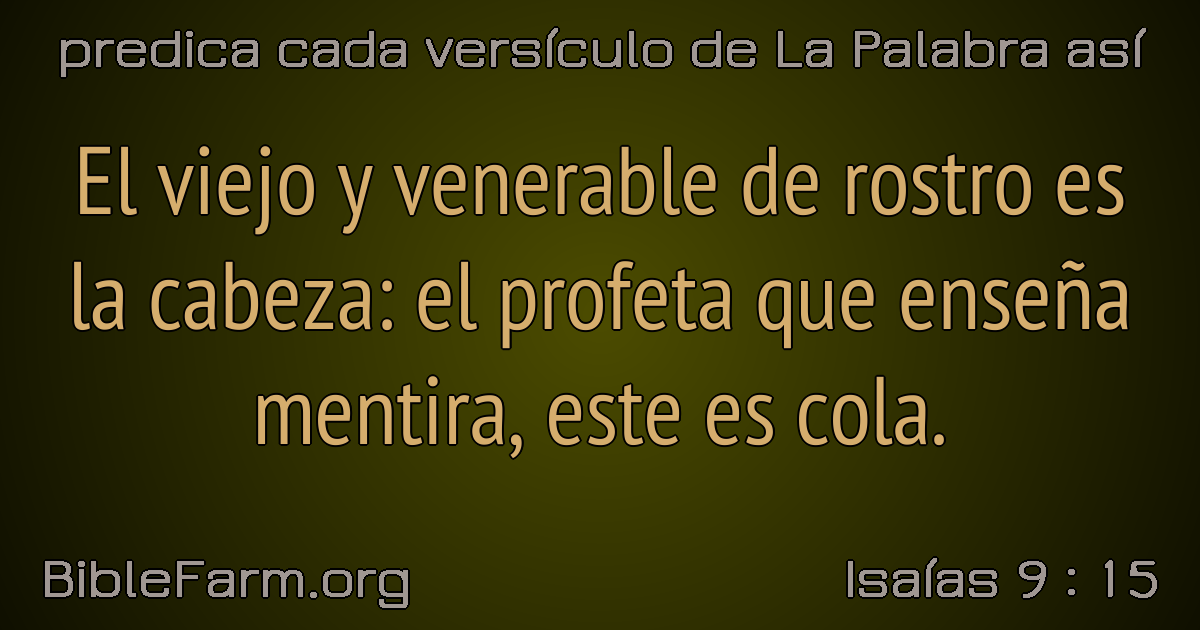 predica cada versículo de La Palabra así
El viejo y venerable de rostro es
la cabeza: el profeta que enseña
mentira, este es cola.
BibleFarm.org
Isaías 9 : 15